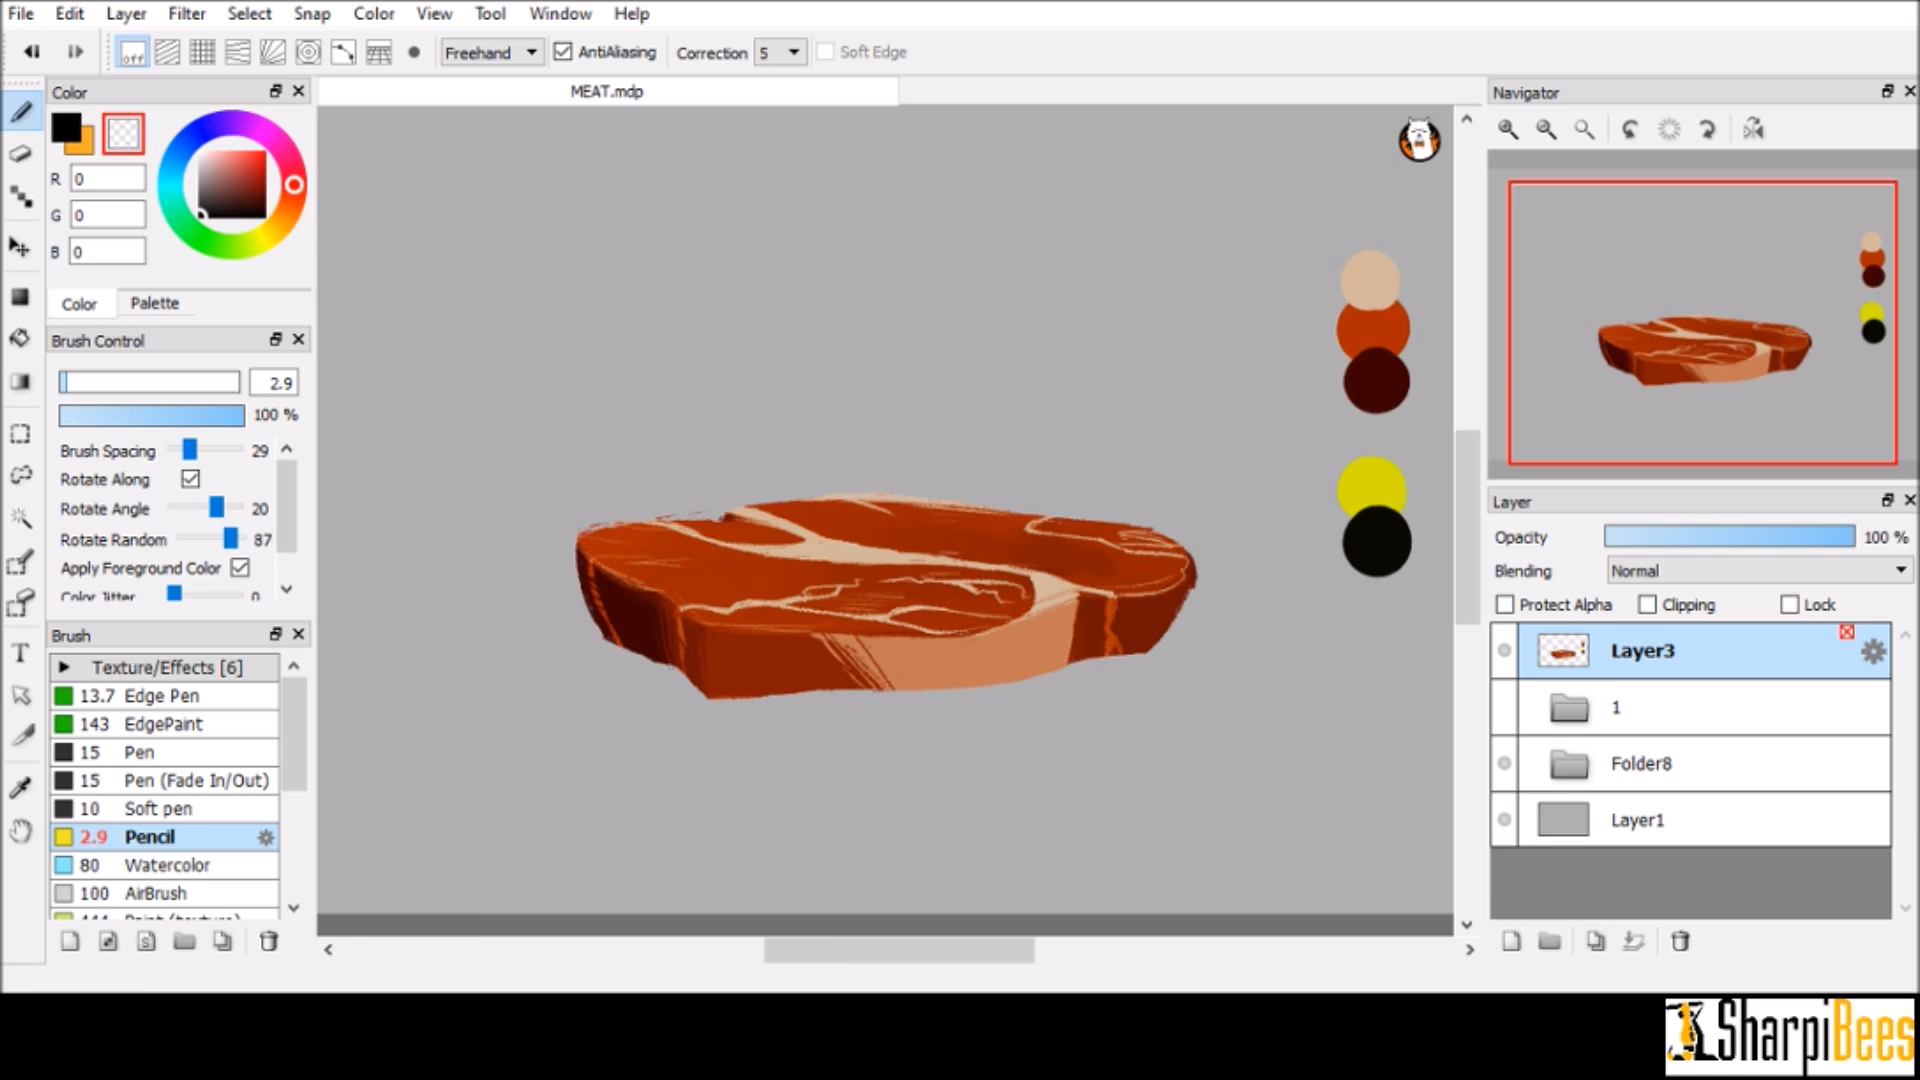 File Edit Layer Filter Select Snap Color View Tool Window Help
off Freehand AntiAliasing Correction 5 Soft Edge
Color
MEAT.mdp
Navigator
R 0
G 0
B 0
Color Palette
Brush Control
2.9
100 %
Brush Spacing 29
Rotate Along
Rotate Angle 20
Rotate Random 87
Apply Foreground Color
Color Jitter 0
Brush
Texture/Effects [6]
13.7 Edge Pen
143 EdgePaint
15 Pen
15 Pen (Fade In/Out)
10 Soft pen
2.9 Pencil
80 Watercolor
100 AirBrush
Layer
Opacity 100 %
Blending Normal
Protect Alpha Clipping Lock
Layer3
1
Folder8
Layer1
SharpiBees